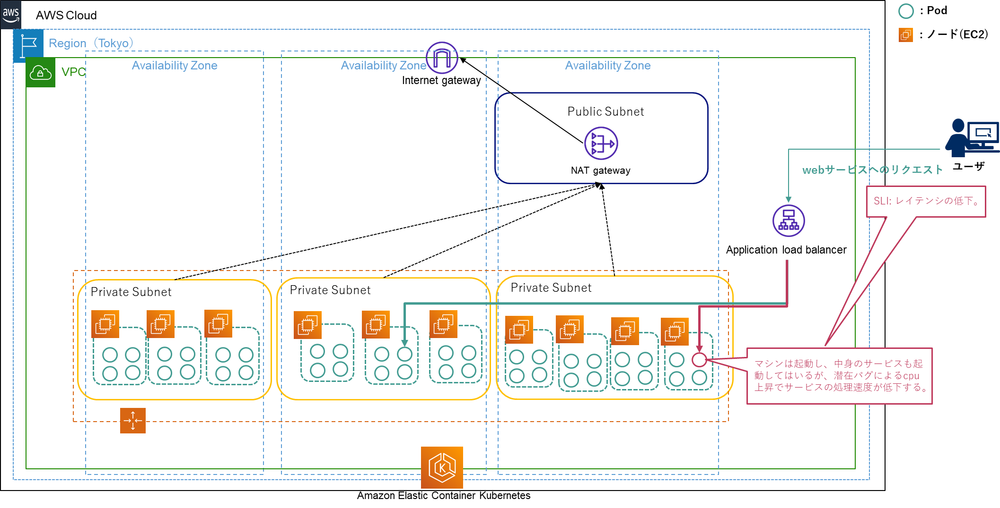 aws
AWS Cloud
: Pod
: ノード(EC2)
Region（Tokyo）
VPC
Availability Zone
Availability Zone
Availability Zone
Internet gateway
Public Subnet
NAT gateway
webサービスへのリクエスト
ユーザ
SLI: レイテンシの低下。
Application load balancer
Private Subnet
Private Subnet
Private Subnet
マシンは起動し、中身のサービスも起
動してはいるが、潜在バグによるcpu
上昇でサービスの処理速度が低下する。
K
Amazon Elastic Container Kubernetes